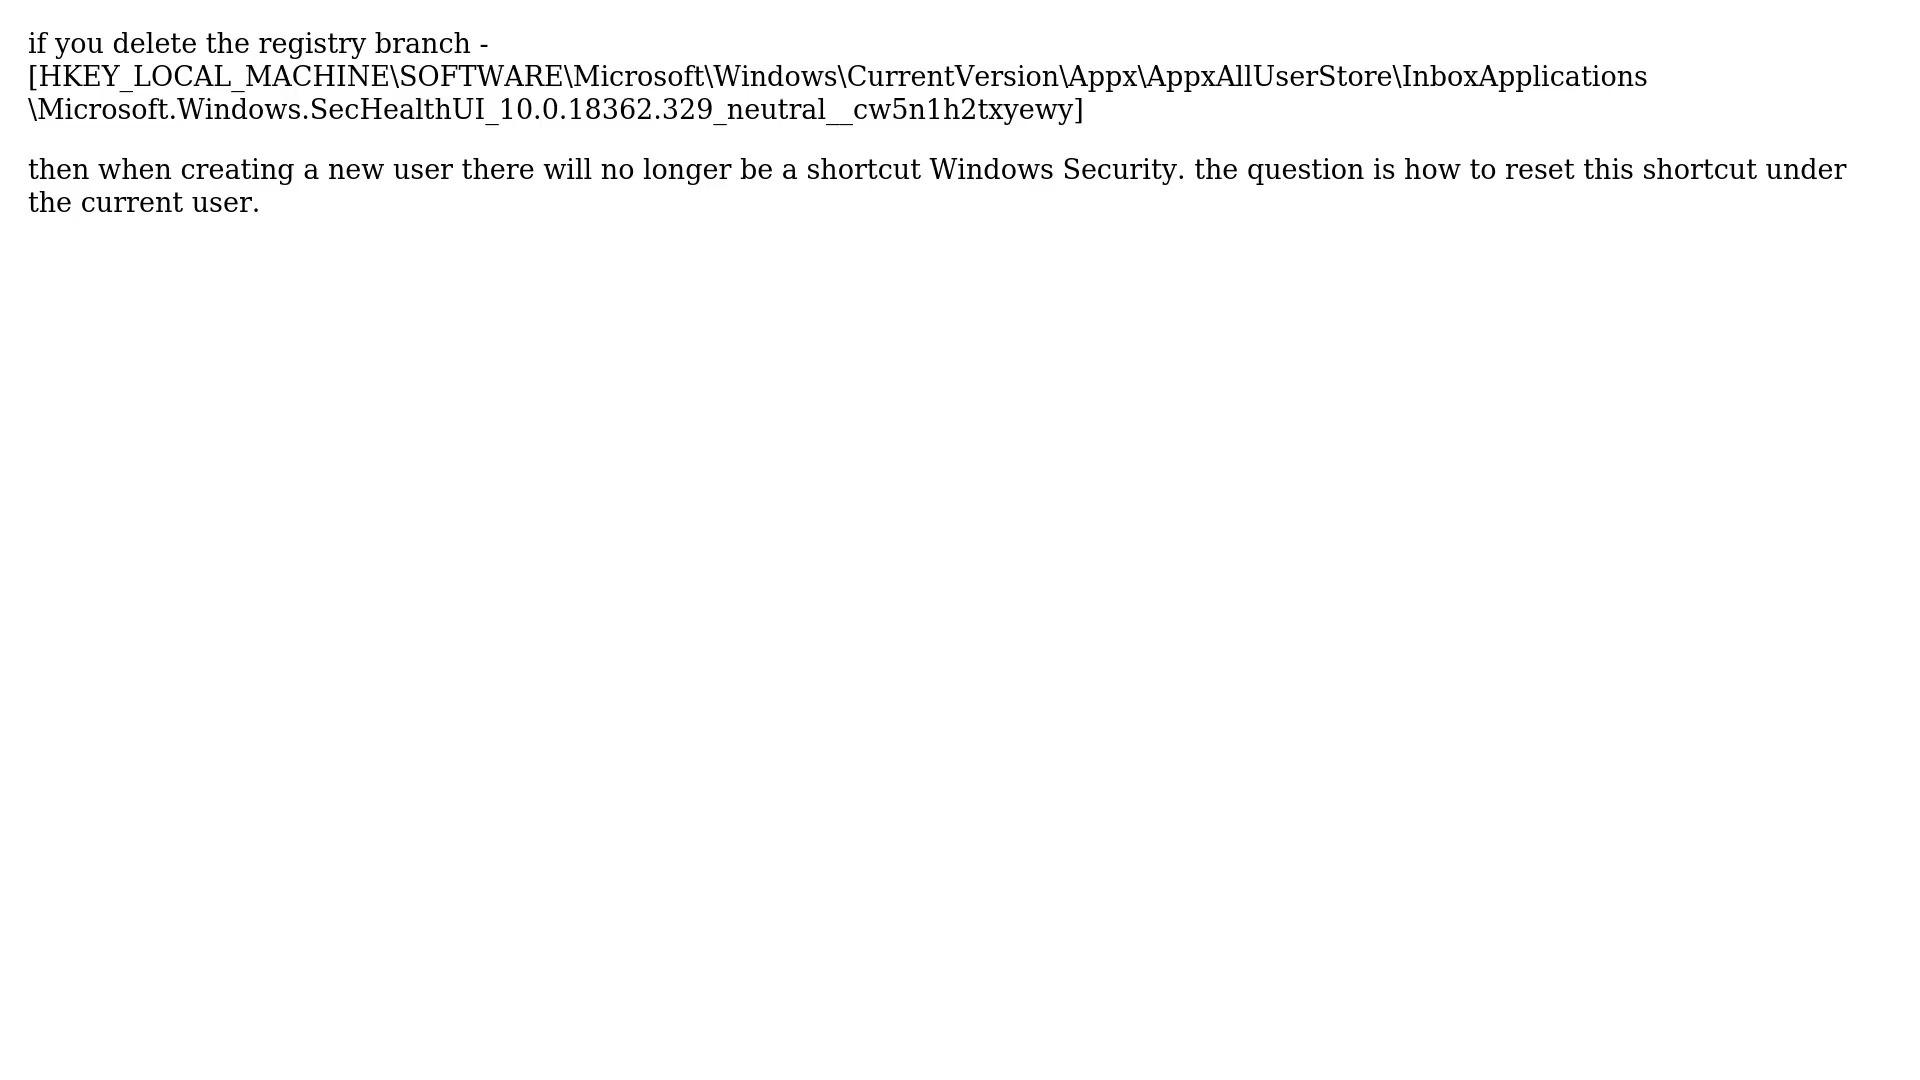 if you delete the registry branch -
[HKEY_LOCAL_MACHINE\SOFTWARE\Microsoft\Windows\CurrentVersion\Appx\AppxAllUserStore\InboxApplications
\Microsoft.Windows.SecHealthUI_10.0.18362.329_neutral__cw5n1h2txyewy]
then when creating a new user there will no longer be a shortcut Windows Security. the question is how to reset this shortcut under
the current user.